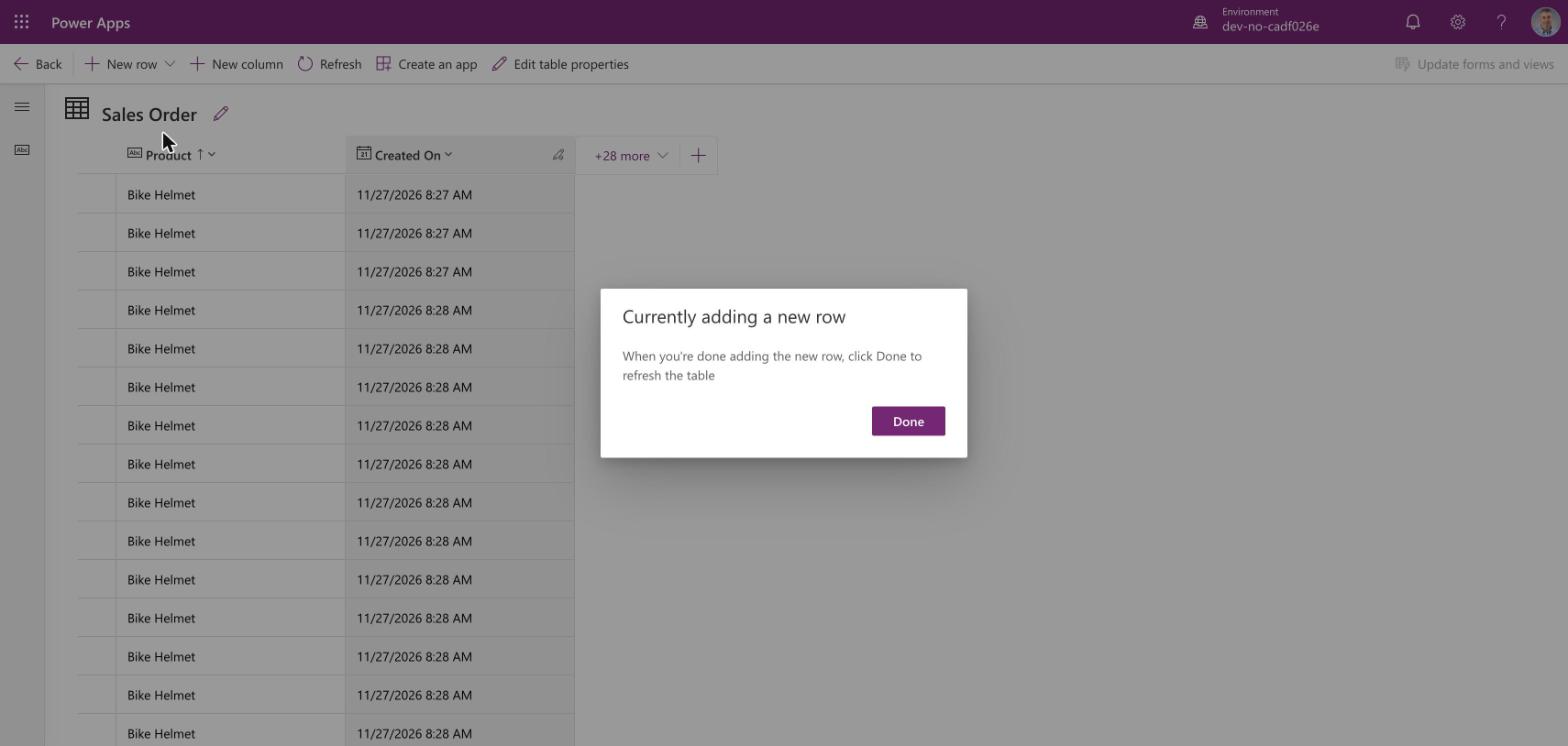 Power Apps
Environment
dev-no-cadf026e
?
Back
New row
New column
Refresh
Create an app
Edit table properties
Update forms and views
Abc
Sales Order
Abc Product
21 Created On
+28 more
Bike Helmet 11/27/2026 8:27 AM
Bike Helmet 11/27/2026 8:27 AM
Bike Helmet 11/27/2026 8:27 AM
Bike Helmet 11/27/2026 8:28 AM
Bike Helmet 11/27/2026 8:28 AM
Bike Helmet 11/27/2026 8:28 AM
Bike Helmet 11/27/2026 8:28 AM
Bike Helmet 11/27/2026 8:28 AM
Bike Helmet 11/27/2026 8:28 AM
Bike Helmet 11/27/2026 8:28 AM
Bike Helmet 11/27/2026 8:28 AM
Bike Helmet 11/27/2026 8:28 AM
Bike Helmet 11/27/2026 8:28 AM
Bike Helmet 11/27/2026 8:28 AM
Bike Helmet 11/27/2026 8:28 AM
Currently adding a new row
When you're done adding the new row, click Done to
refresh the table
Done